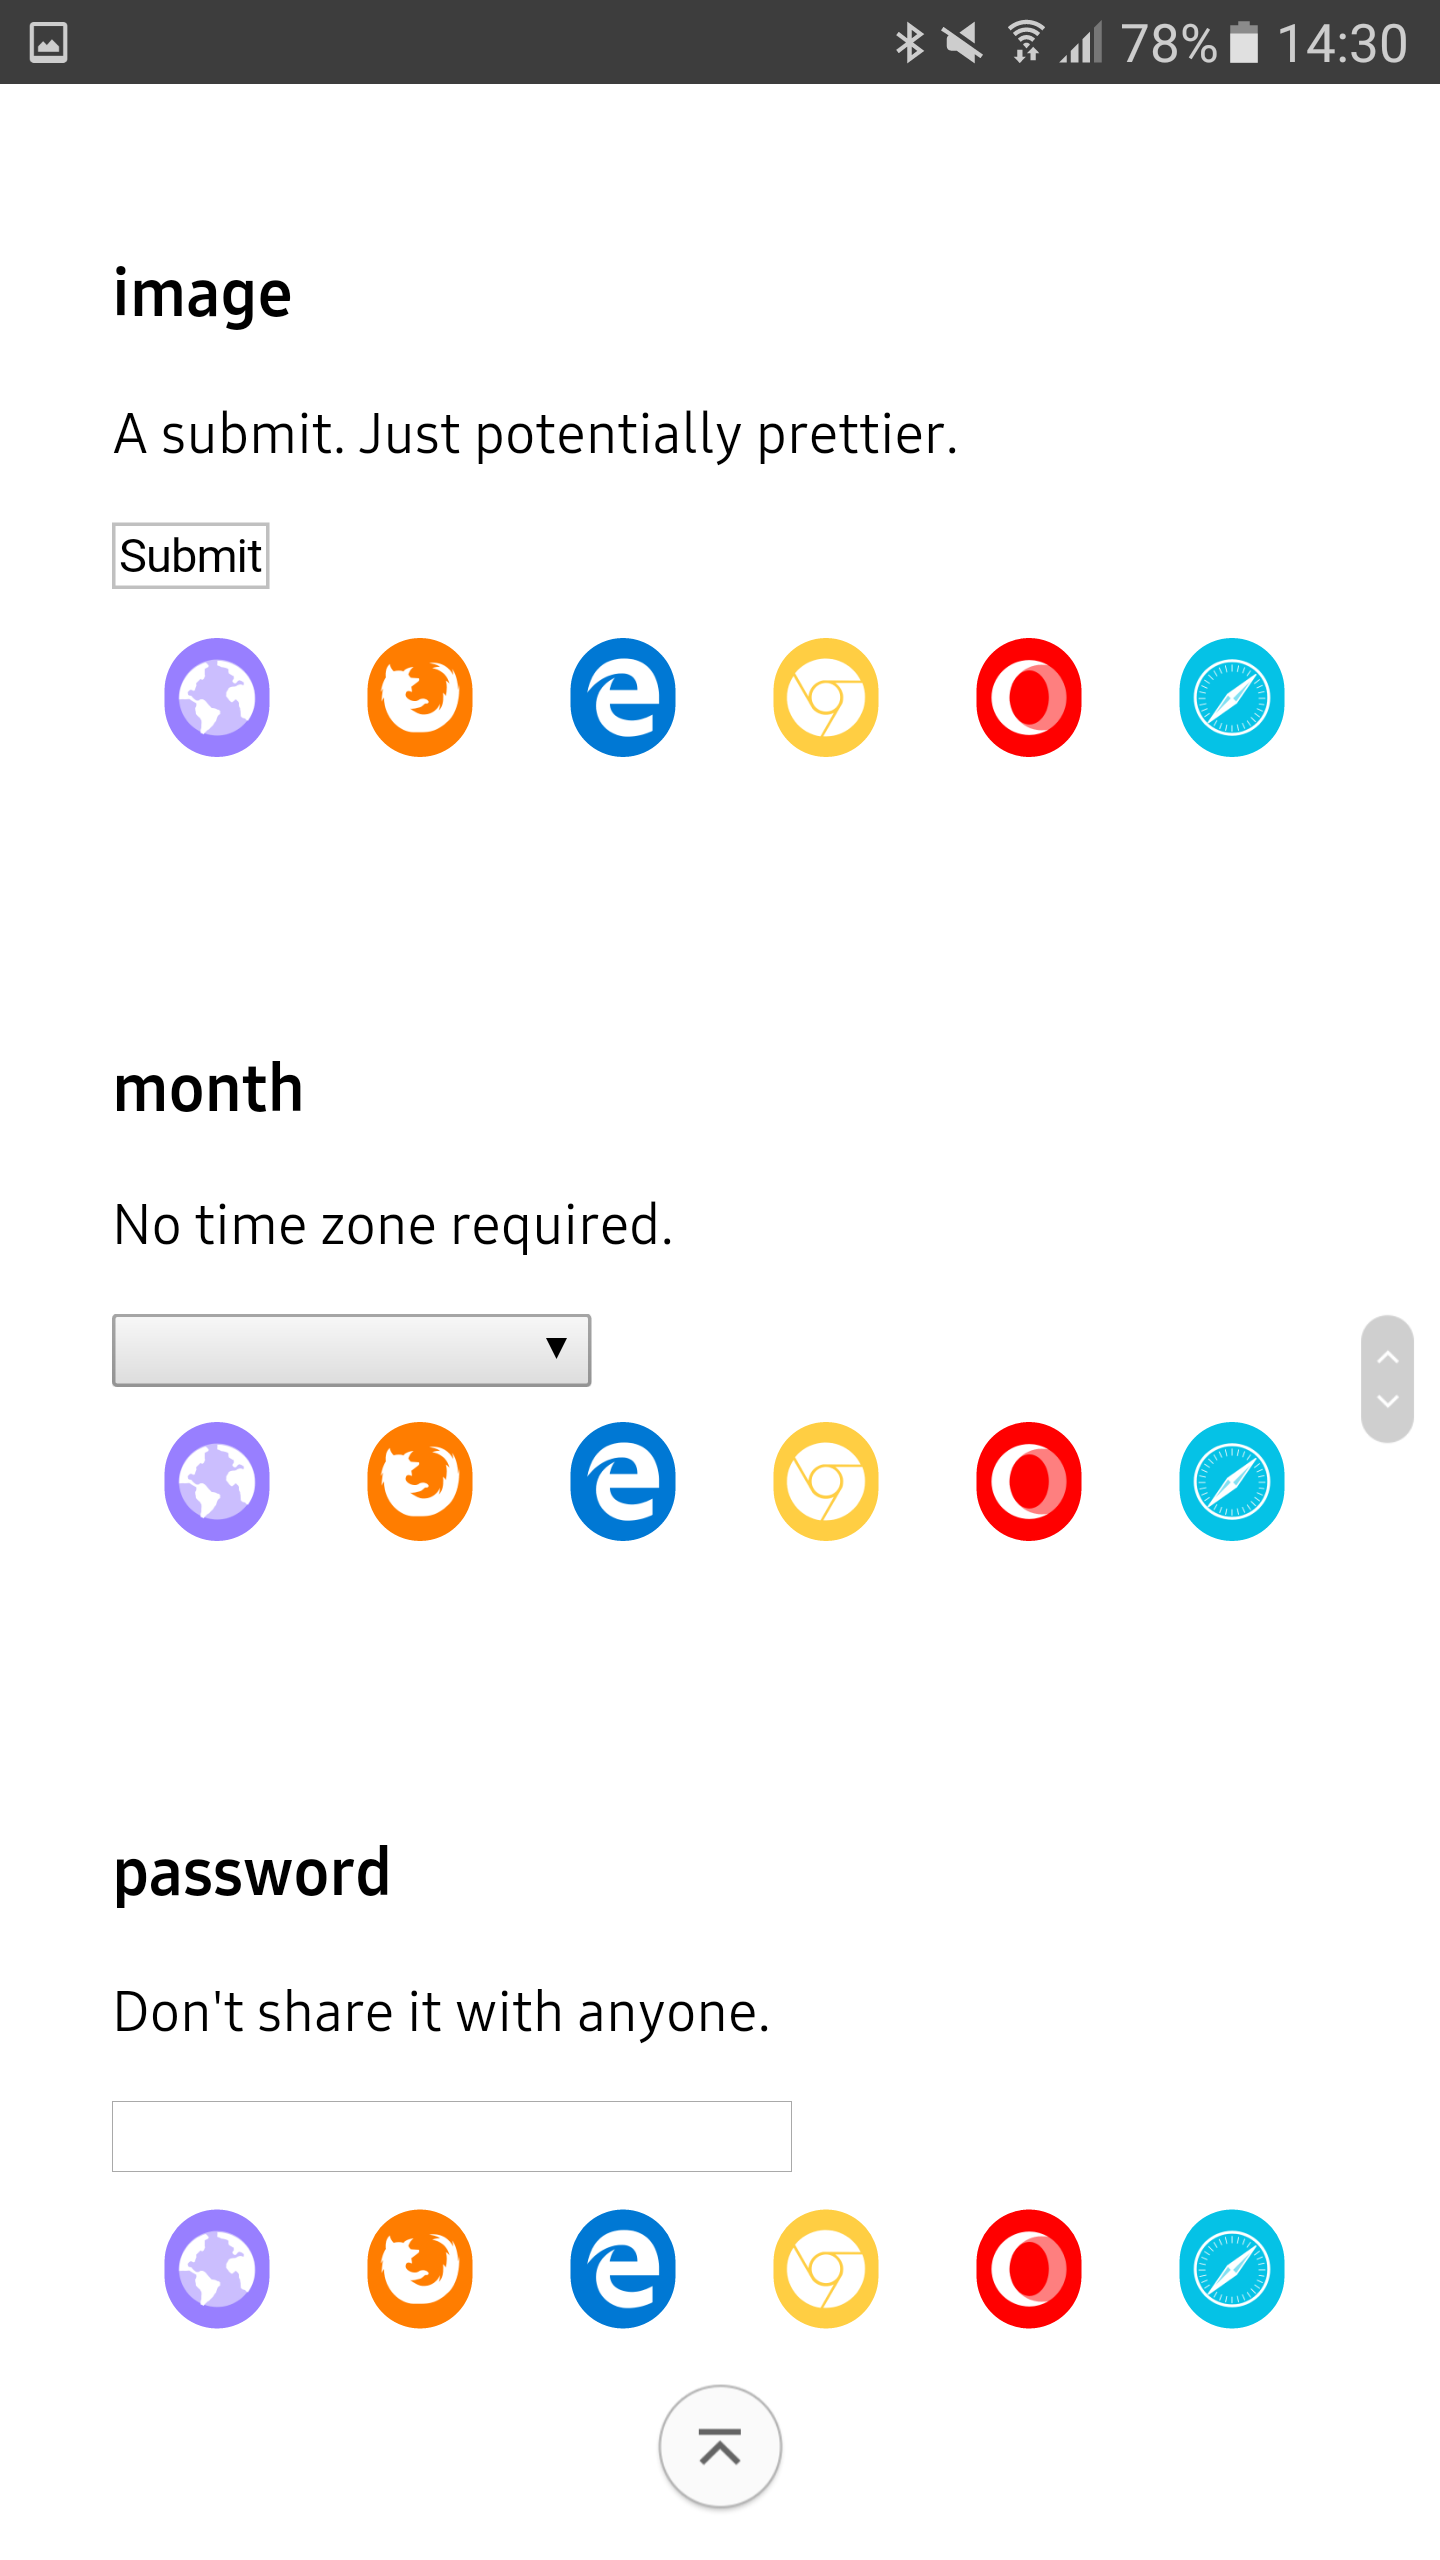 78% 14:30
image
A submit. Just potentially prettier.
Submit
month
No time zone required.
password
Don't share it with anyone.